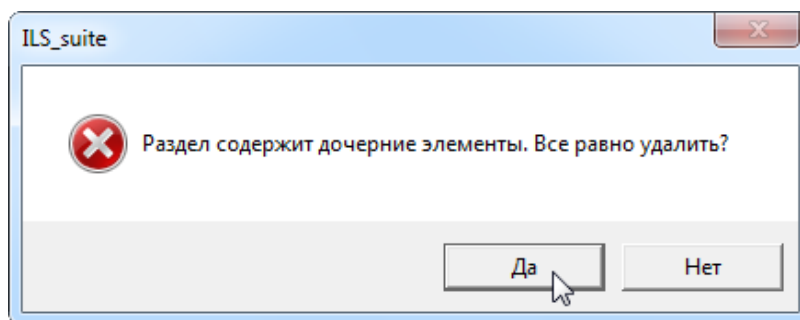 ILS_suite
Раздел содержит дочерние элементы. Все равно удалить?
Да
Нет